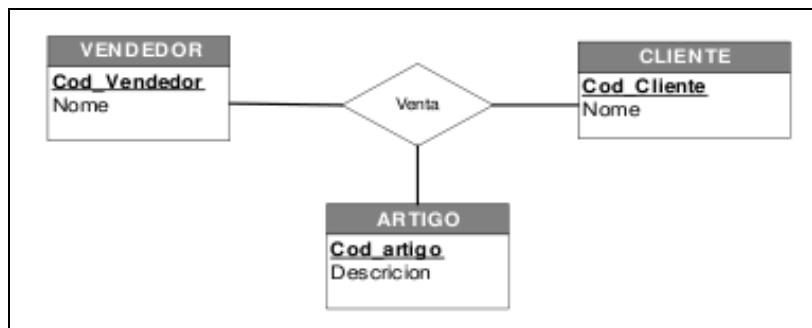 VENDEDOR
Cod_Vendedor
Nome
Venta
CLIENTE
Cod_Cliente
Nome
ARTIGO
Cod_artigo
Descricion